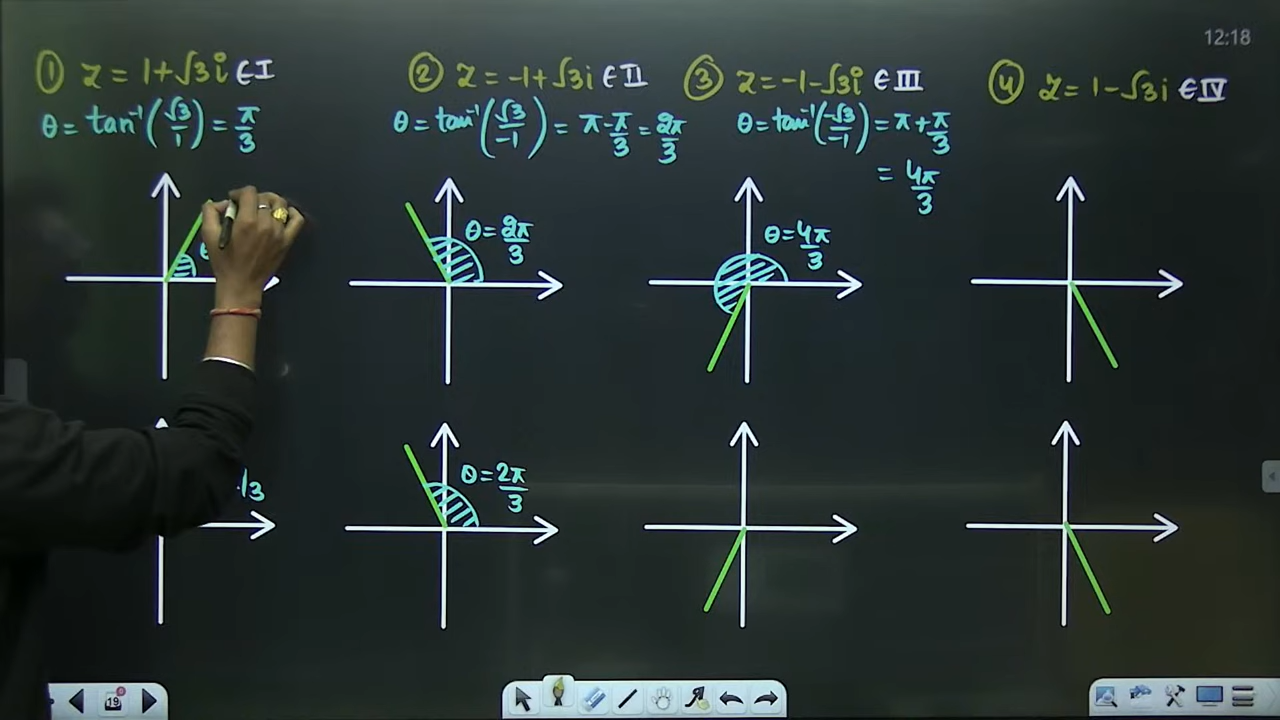 12:18
① z = 1+√3i ∈ I
θ = tan⁻¹(√3/1) = π/3
② z = -1+√3i ∈ II
θ = tan⁻¹(√3/-1) = π - π/3 = 2π/3
③ z = -1-√3i ∈ III
θ = tan⁻¹(-√3/-1) = π + π/3
= 4π/3
④ z = 1-√3i ∈ IV
θ = 2π/3
θ = 4π/3
/3
θ = 2π/3
19